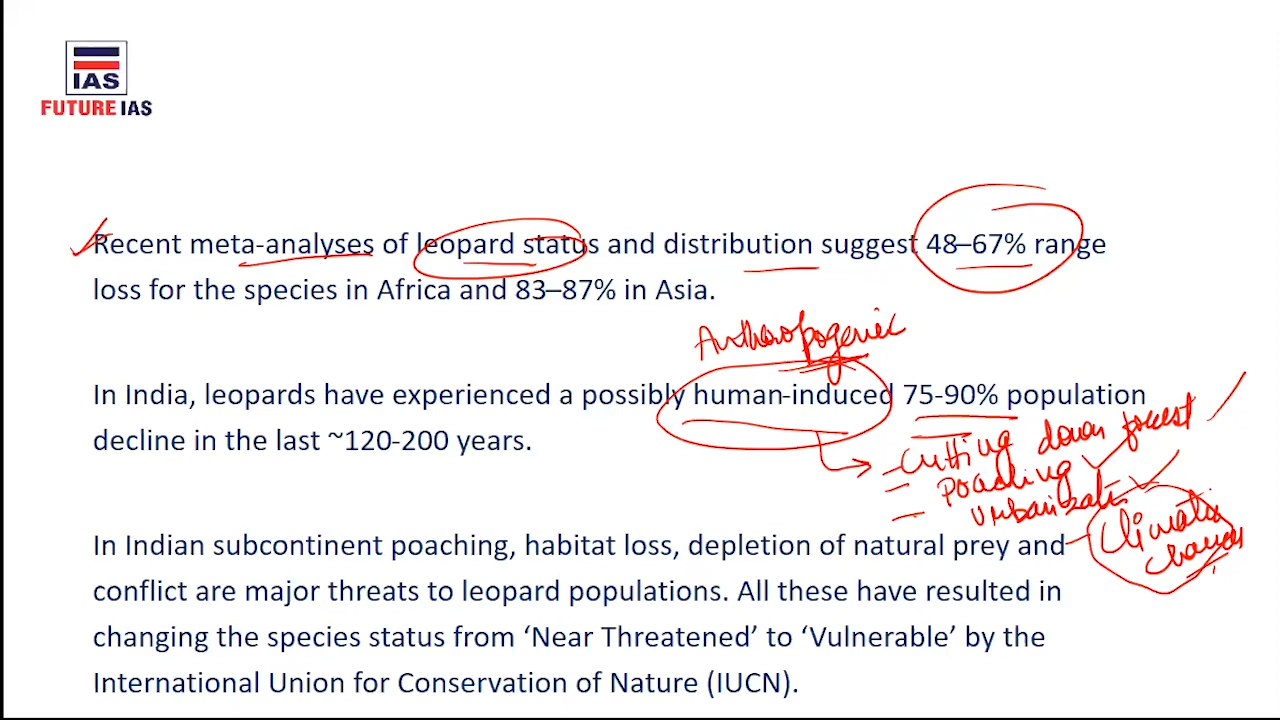 IAS
FUTURE IAS
Recent meta-analyses of leopard status and distribution suggest 48–67% range
loss for the species in Africa and 83–87% in Asia.
Anthropogenic
In India, leopards have experienced a possibly human-induced 75-90% population
decline in the last ~120-200 years.
- Cutting down forest
- Poaching
- Urbanization
- Climatic
In Indian subcontinent poaching, habitat loss, depletion of natural prey and
conflict are major threats to leopard populations. All these have resulted in
changing the species status from ‘Near Threatened’ to ‘Vulnerable’ by the
International Union for Conservation of Nature (IUCN).